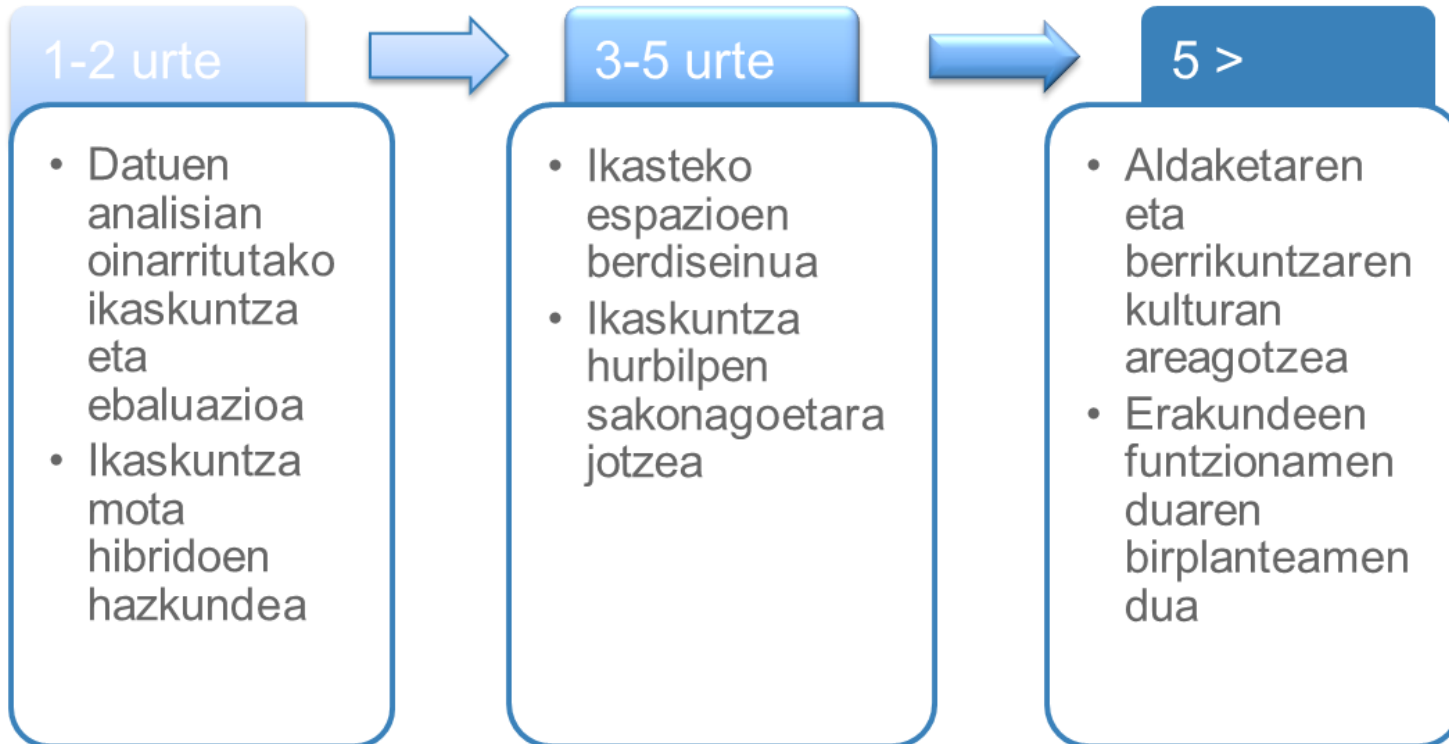 1-2 urte
• Datuen
analisian
oinarritutako
ikaskuntza
eta
ebaluazioa
• Ikaskuntza
mota
hibridoen
hazkundea
3-5 urte
• Ikasteko
espazioen
berdiseinua
• Ikaskuntza
hurbilpen
sakonagoetara
jotzea
5 >
• Aldaketaren
eta
berrikuntzaren
kulturan
areagotzea
• Erakundeen
funtzionamen
duaren
birplanteamen
dua